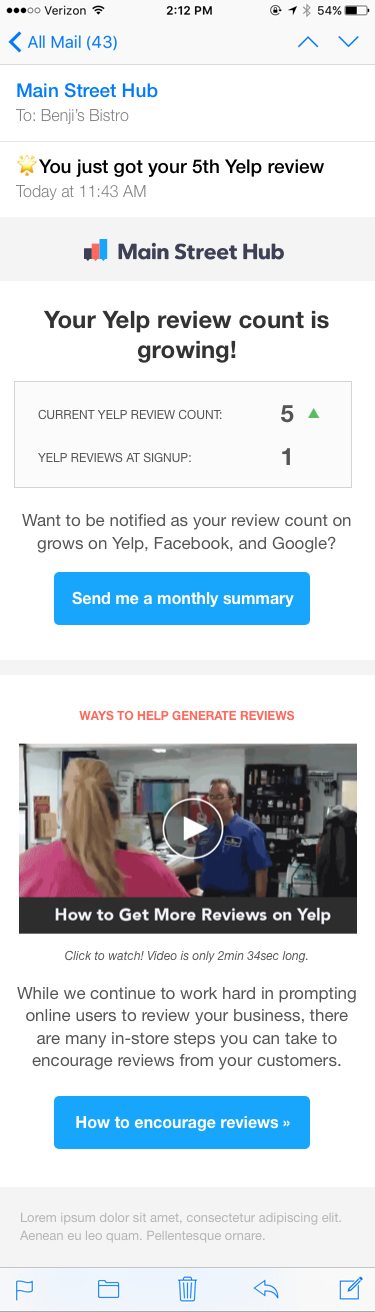 Verizon 2:12 PM 54%
All Mail (43)
Main Street Hub
To: Benji's Bistro
🌟You just got your 5th Yelp review
Today at 11:43 AM
Main Street Hub
Your Yelp review count is
growing!
CURRENT YELP REVIEW COUNT: 5
YELP REVIEWS AT SIGNUP: 1
Want to be notified as your review count on
grows on Yelp, Facebook, and Google?
Send me a monthly summary
WAYS TO HELP GENERATE REVIEWS
How to Get More Reviews on Yelp
Click to watch! Video is only 2min 34sec long.
While we continue to work hard in prompting
online users to review your business, there
are many in-store steps you can take to
encourage reviews from your customers.
How to encourage reviews »
Lorem ipsum dolor sit amet, consectetur adipiscing elit.
Aenean eu leo quam. Pellentesque ornare.